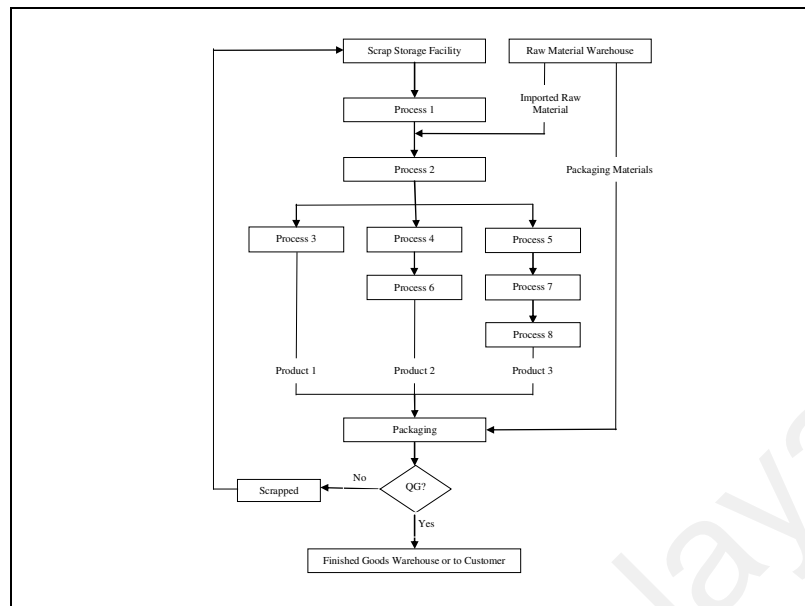 Scrap Storage Facility
Raw Material Warehouse
Process 1
Imported Raw
Material
Process 2
Packaging Materials
Process 3
Process 4
Process 5
Process 6
Process 7
Process 8
Product 1
Product 2
Product 3
Packaging
No
QG?
Scrapped
Yes
Finished Goods Warehouse or to Customer
laya